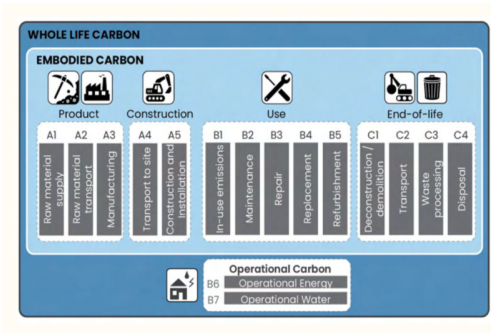 WHOLE LIFE CARBON
EMBODIED CARBON
Product
Construction
Use
End-of-life
A1
A2
A3
A4
A5
B1
B2
B3
B4
B5
C1
C2
C3
C4
Raw material
supply
Raw material
transport
Manufacturing
Transport to site
Construction and
Installation
In-use emissions
Maintenance
Repair
Replacement
Refurbishment
Deconstruction /
demolition
Transport
Waste
processing
Disposal
Operational Carbon
B6 Operational Energy
B7 Operational Water